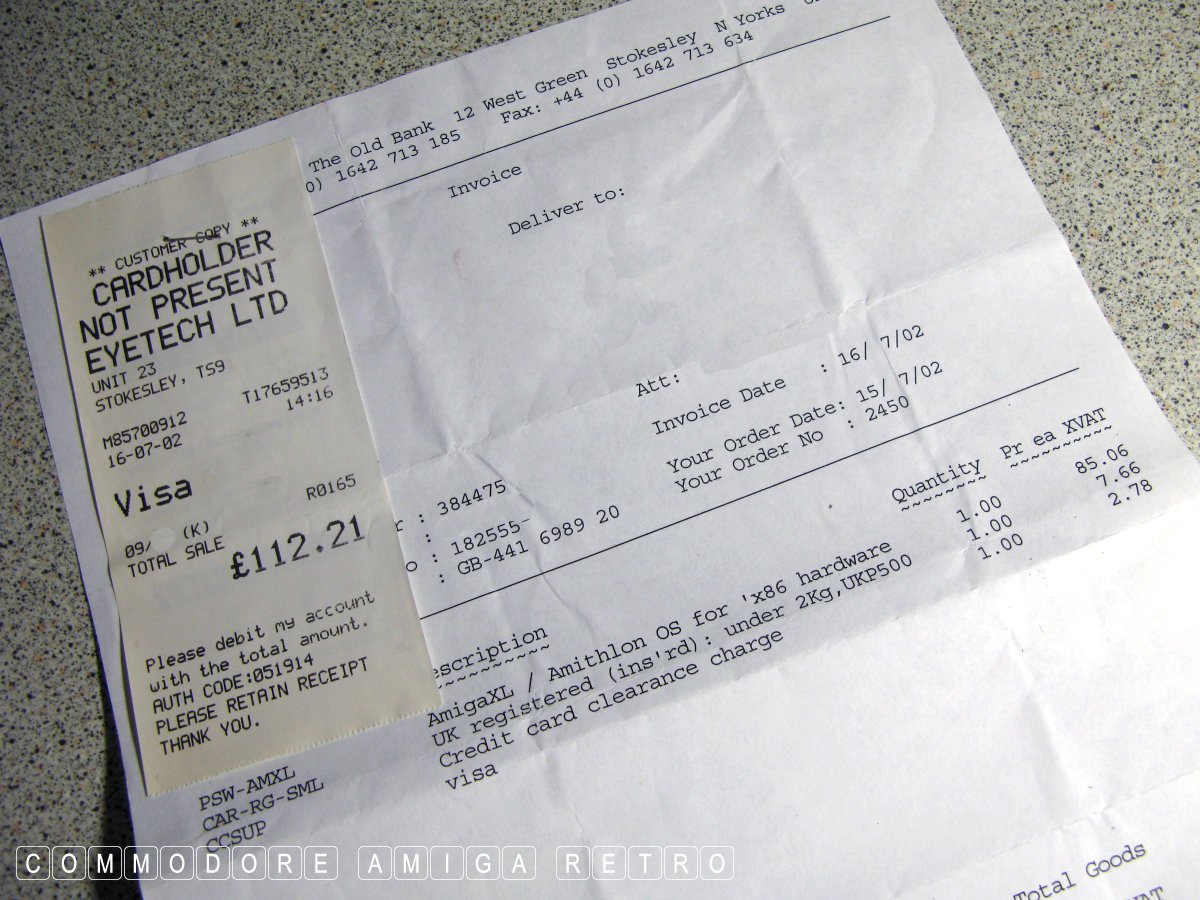 The Old Bank 12 West Green Stokesley N Yorks
0) 1642 713 185 Fax: +44 (0) 1642 713 634
Invoice
Deliver to:
Att:
Invoice Date : 16/ 7/02
Your Order Date: 15/ 7/02
Your Order No : 2450
r : 384475
:
o : 182555-
: GB-441 6989 20
escription Quantity Pr ea XVAT
~~~~~~~~~~ ~~~~~~~~ ~~~~~~~~~~
PSW-AMXL AmigaXL / Amithlon OS for 'x86 hardware 1.00 85.06
CAR-RG-SML UK registered (ins'rd): under 2Kg,UKP500 1.00 7.66
CCSUP Credit card clearance charge 1.00 2.78
visa
Total Goods
VAT
** CUSTOMER COPY **
CARDHOLDER
NOT PRESENT
EYETECH LTD
UNIT 23
STOKESLEY, TS9
T17659513
M85700912 14:16
16-07-02
Visa
R0165
09/ (K)
TOTAL SALE £112.21
Please debit my account
with the total amount.
AUTH CODE:051914
PLEASE RETAIN RECEIPT
THANK YOU.
COMMODORE AMIGA RETRO